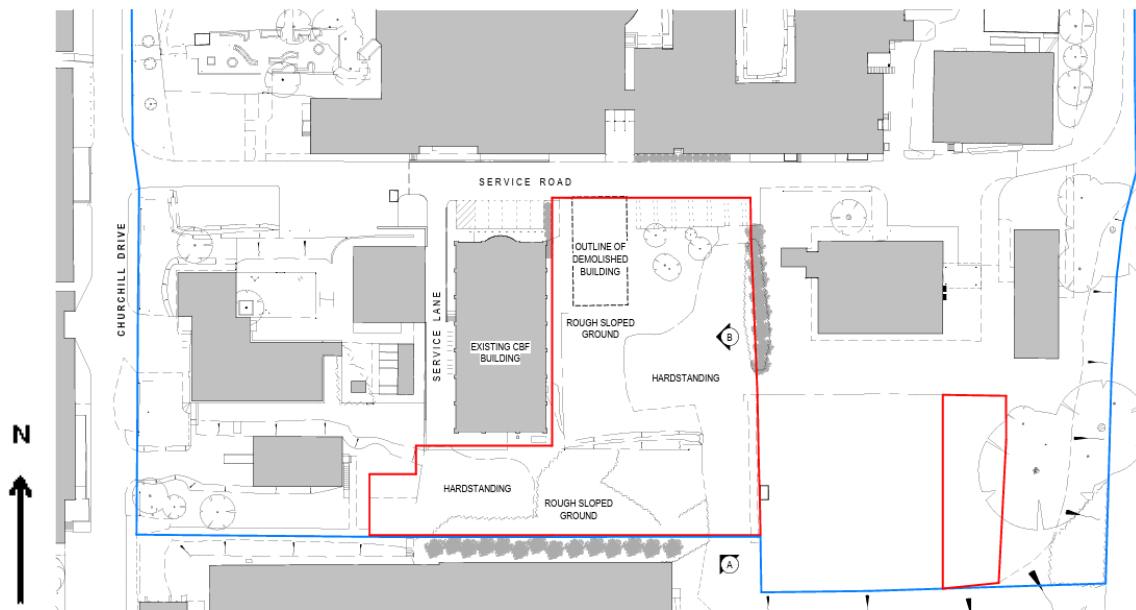 SERVICE ROAD
CHURCHILL DRIVE
OUTLINE OF
DEMOLISHED
BUILDING
SERVICE LANE
ROUGH SLOPED
GROUND
B
EXISTING CBF
BUILDING
HARDSTANDING
N
HARDSTANDING
ROUGH SLOPED
GROUND
A